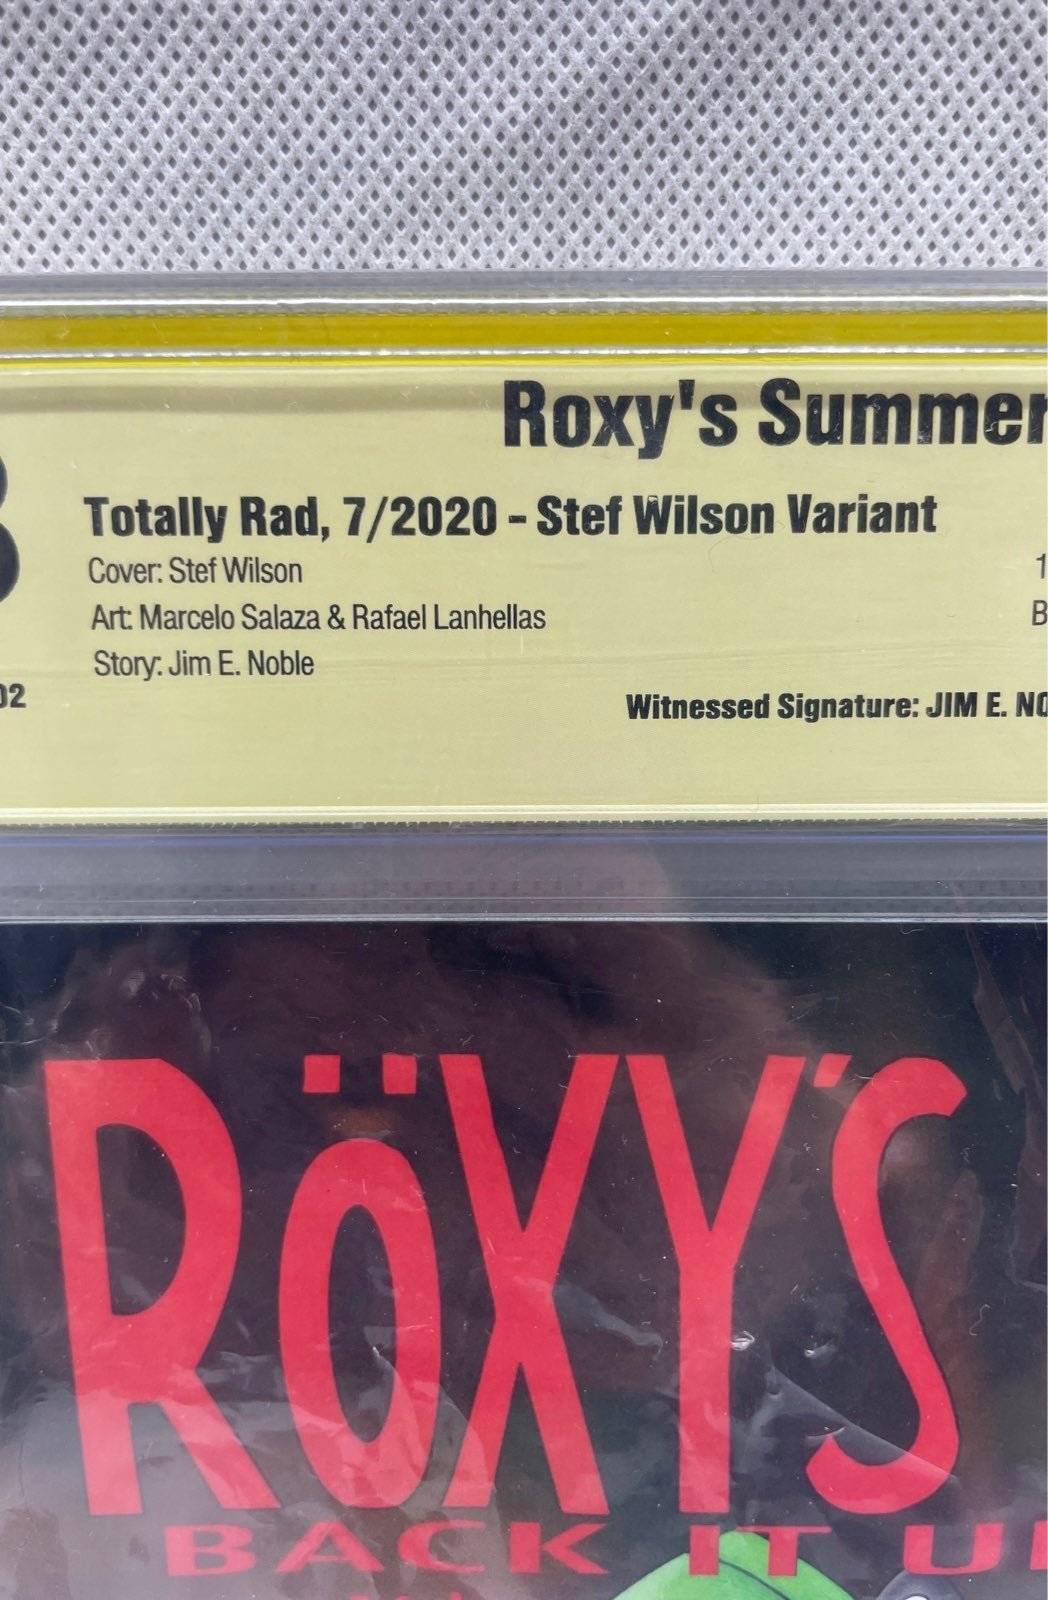 Roxy's Summer
Totally Rad, 7/2020 - Stef Wilson Variant
Cover: Stef Wilson
Art: Marcelo Salaza & Rafael Lanhellas
Story: Jim E. Noble
02
Witnessed Signature: JIM E. NO
RÖXY'S
BACK IT U